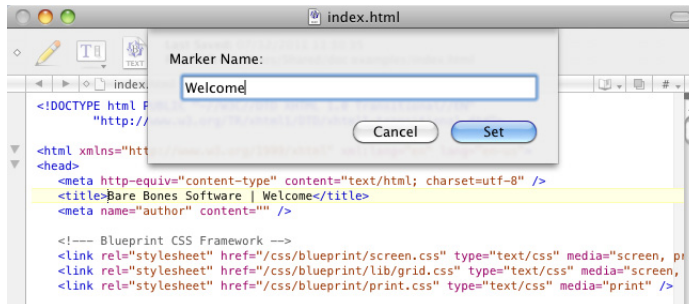 index.html
TEXT
Marker Name:
Welcome
Cancel
Set
index.
#
<!DOCTYPE html P
"http://
<html xmlns="htt
<head>
<meta http-equiv="content-type" content="text/html; charset=utf-8" />
<title>Bare Bones Software | Welcome</title>
<meta name="author" content="" />
<!--- Blueprint CSS Framework -->
<link rel="stylesheet" href="/css/blueprint/screen.css" type="text/css" media="screen, pr
<link rel="stylesheet" href="/css/blueprint/lib/grid.css" type="text/css" media="screen,
<link rel="stylesheet" href="/css/blueprint/print.css" type="text/css" media="print" />